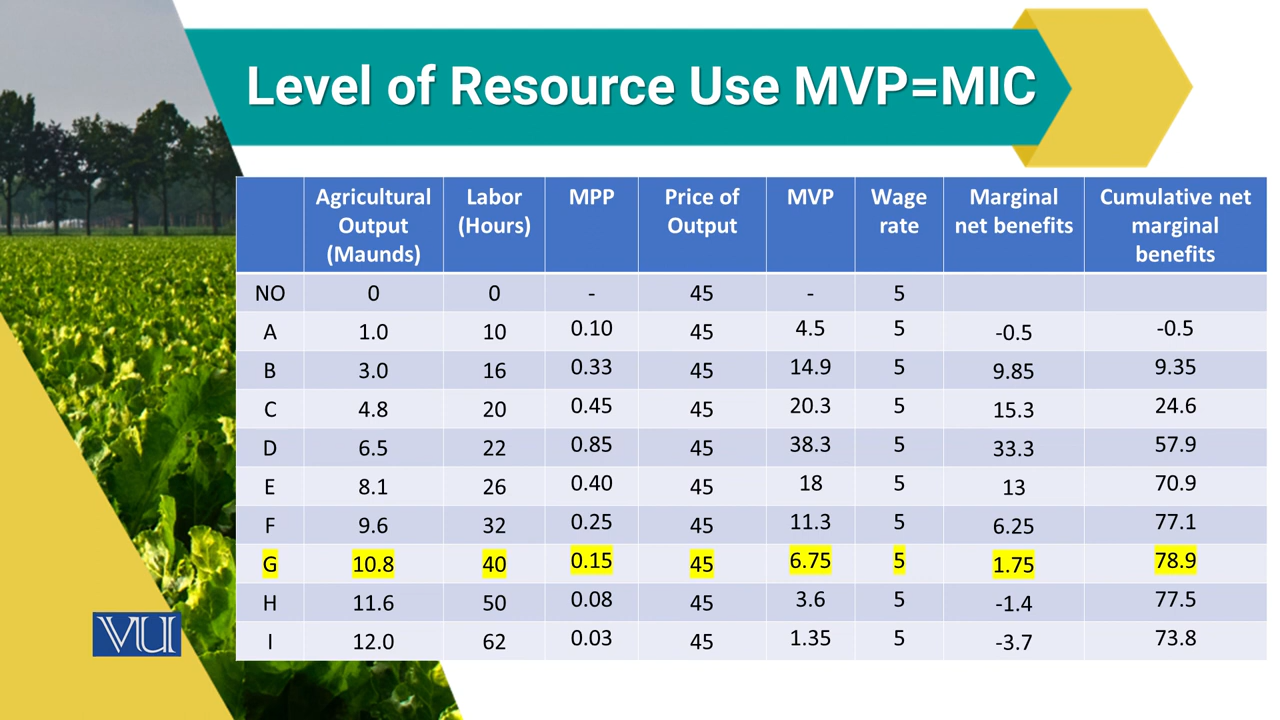 Level of Resource Use MVP=MIC
Agricultural Output (Maunds) Labor (Hours) MPP Price of Output MVP Wage rate Marginal net benefits Cumulative net marginal benefits
NO 0 0 - 45 - 5
A 1.0 10 0.10 45 4.5 5 -0.5 -0.5
B 3.0 16 0.33 45 14.9 5 9.85 9.35
C 4.8 20 0.45 45 20.3 5 15.3 24.6
D 6.5 22 0.85 45 38.3 5 33.3 57.9
E 8.1 26 0.40 45 18 5 13 70.9
F 9.6 32 0.25 45 11.3 5 6.25 77.1
G 10.8 40 0.15 45 6.75 5 1.75 78.9
H 11.6 50 0.08 45 3.6 5 -1.4 77.5
I 12.0 62 0.03 45 1.35 5 -3.7 73.8
VU